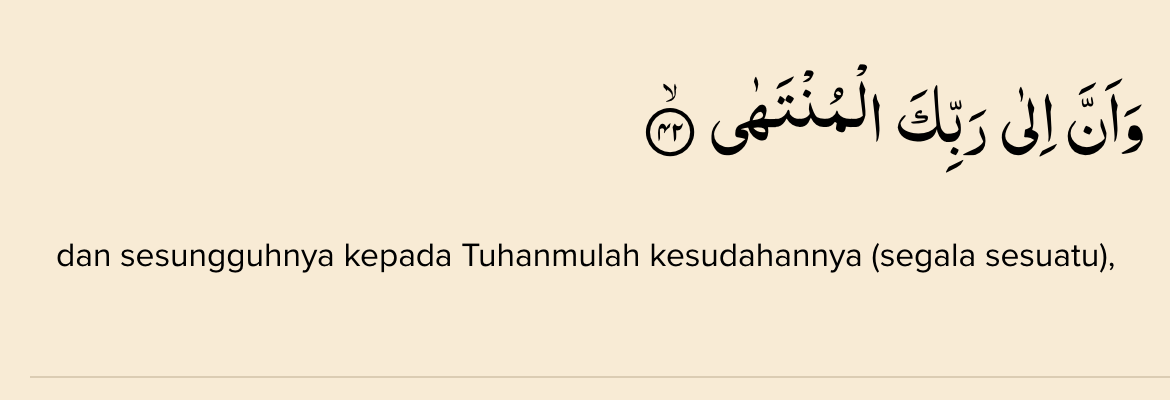 وَاَنَّ اِلٰى رَبِّكَ الْمُنْتَهٰىۙ ٤٢
dan sesungguhnya kepada Tuhanmulah kesudahannya (segala sesuatu),